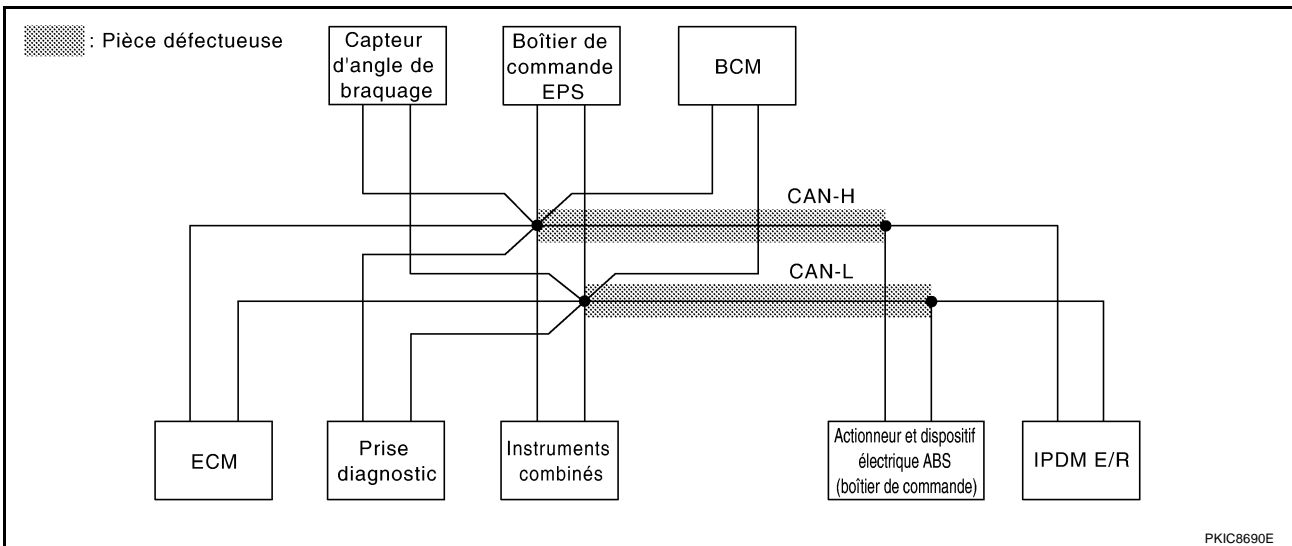 : Pièce défectueuse
Capteur
d'angle de
braquage
Boîtier de
commande
EPS
BCM
CAN-H
CAN-L
ECM
Prise
diagnostic
Instruments
combinés
Actionneur et dispositif
électrique ABS
(boîtier de commande)
IPDM E/R
PKIC8690E